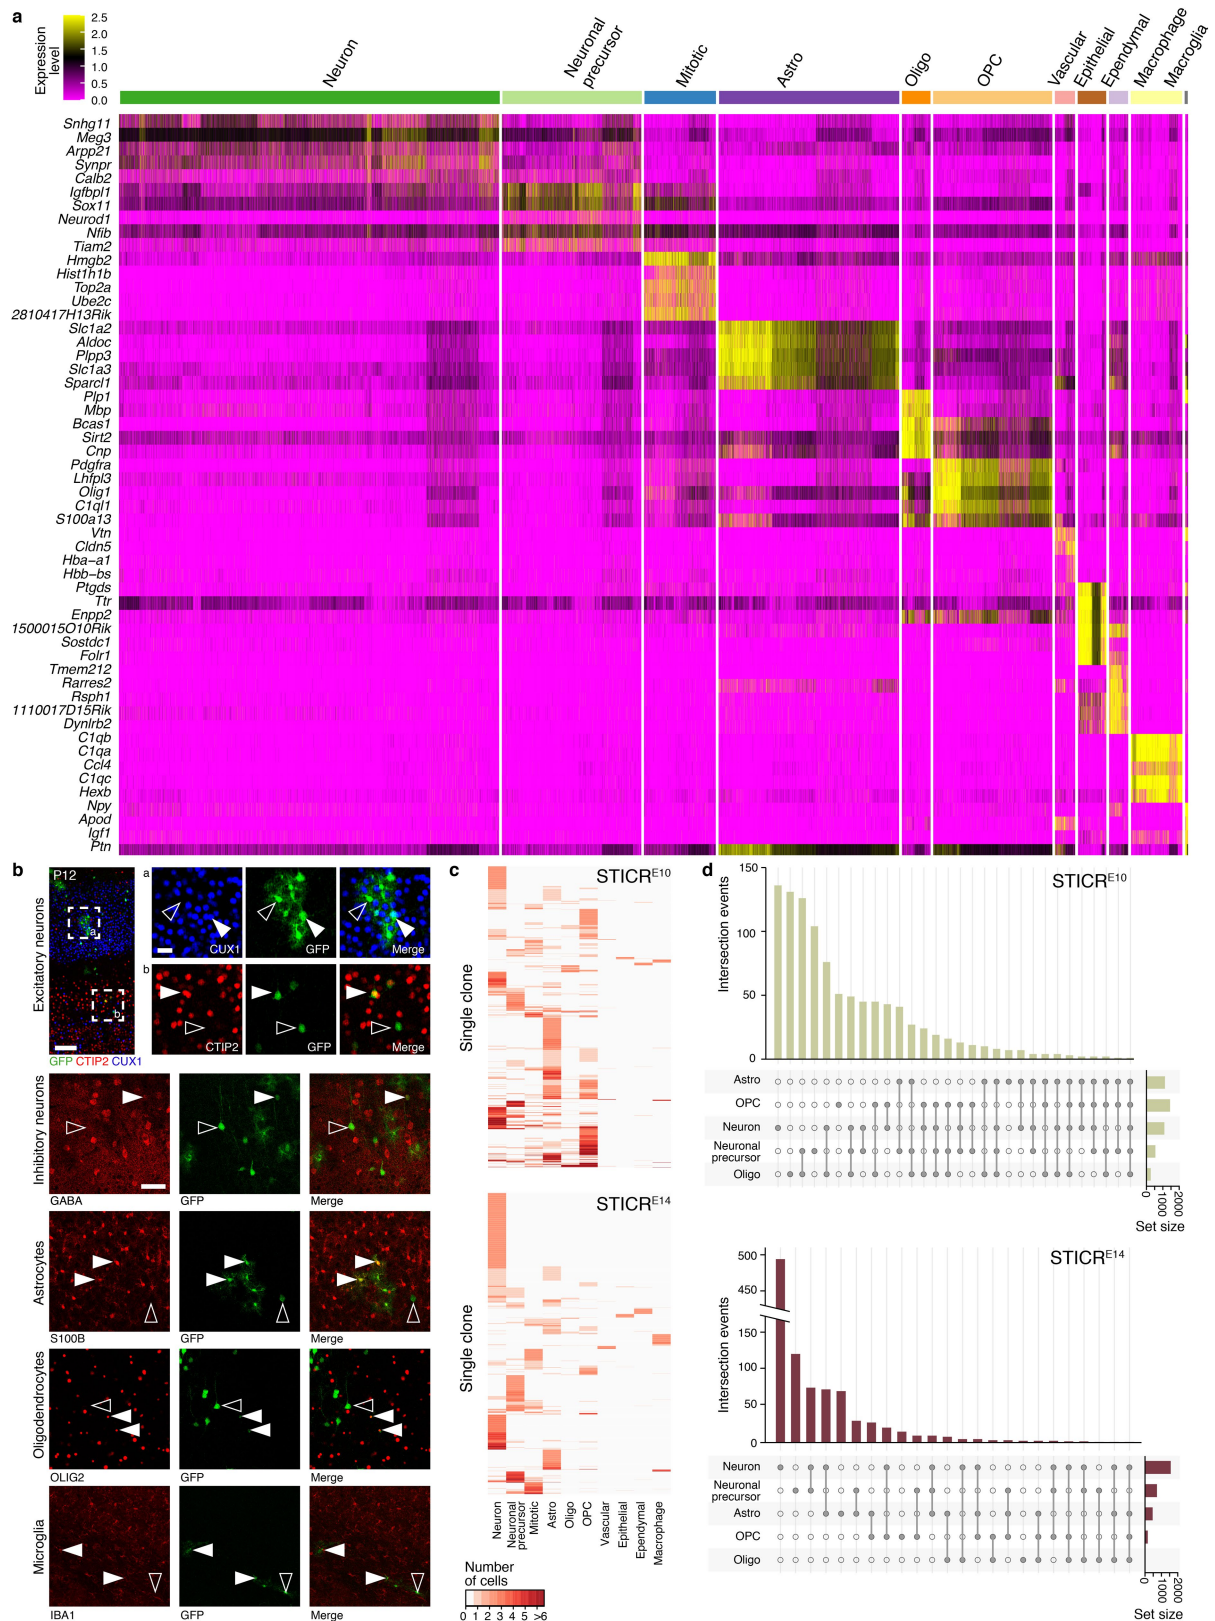 a
Expression
level
2.5
2.0
1.5
1.0
0.5
0.0
Neuron
Neuronal
precursor
Mitotic
Astro
Oligo
OPC
Vascular
Epithelial
Ependymal
Macrophage
Macroglia
Snhg11
Meg3
Arpp21
Synpr
Calb2
Igfbpl1
Sox11
Neurod1
Nfib
Tiam2
Hmgb2
Hist1h1b
Top2a
Ube2c
2810417H13Rik
Slc1a2
Aldoc
Plpp3
Slc1a3
Sparcl1
Plp1
Mbp
Bcas1
Sirt2
Cnp
Pdgfra
Lhfpl3
Olig1
C1ql1
S100a13
Vtn
Cldn5
Hba−a1
Hbb−bs
Ptgds
Ttr
Enpp2
1500015O10Rik
Sostdc1
Folr1
Tmem212
Rarres2
Rsph1
1110017D15Rik
Dynlrb2
C1qb
C1qa
Ccl4
C1qc
Hexb
Npy
Apod
Igf1
Ptn
b
Excitatory neurons
P12
a
b
GFP CTIP2 CUX1
a
CUX1
GFP
Merge
b
CTIP2
GFP
Merge
Inhibitory neurons
GABA
GFP
Merge
Astrocytes
S100B
GFP
Merge
Oligodendrocytes
OLIG2
GFP
Merge
Microglia
IBA1
GFP
Merge
c
STICR^E10
Single clone
STICR^E14
Single clone
Neuron
Neuronal
precursor
Mitotic
Astro
Oligo
OPC
Vascular
Epithelial
Ependymal
Macrophage
Number
of cells
0 1 2 3 4 5 >6
d
STICR^E10
Intersection events
150
100
50
0
Astro
OPC
Neuron
Neuronal
precursor
Oligo
0
1000
2000
Set size
STICR^E14
Intersection events
500
450
150
100
50
0
Neuron
Neuronal
precursor
Astro
OPC
Oligo
0
1000
2000
Set size